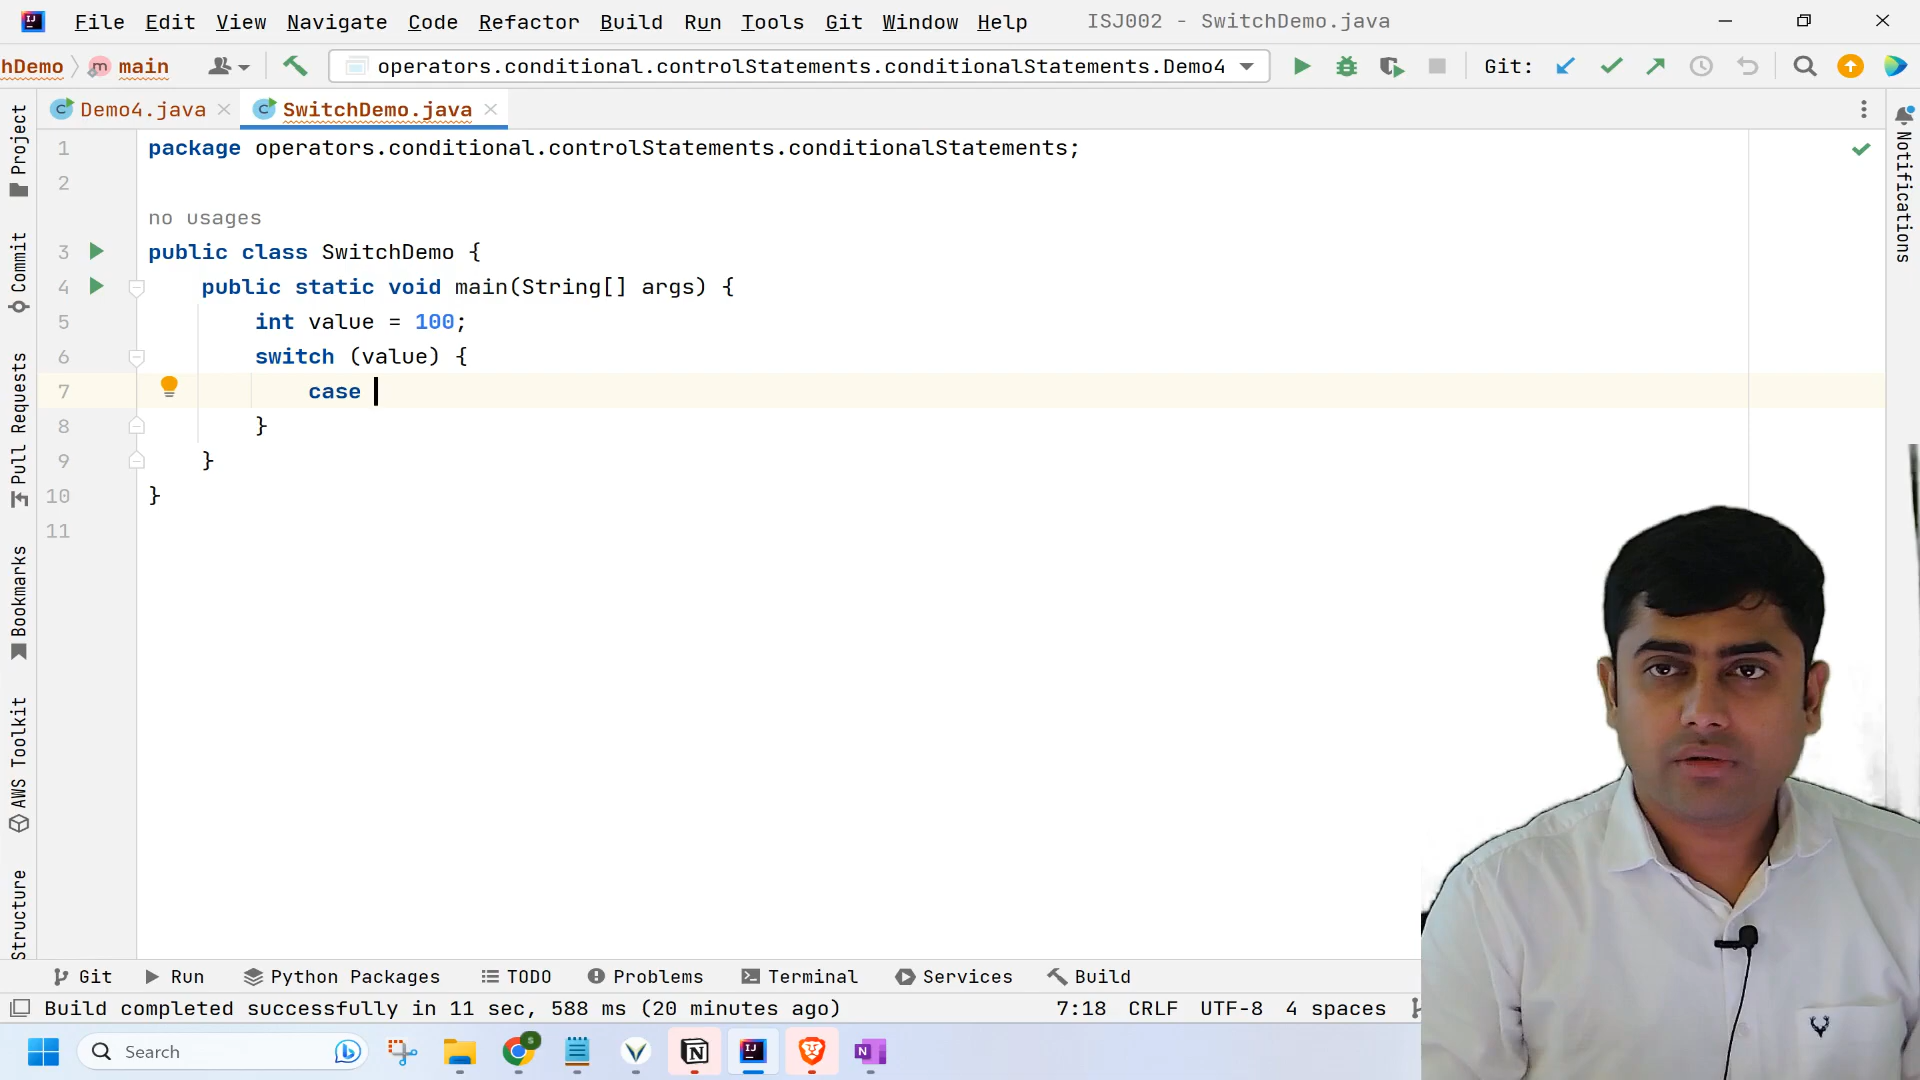 File Edit View Navigate Code Refactor Build Run Tools Git Window Help ISJ002 - SwitchDemo.java
hDemo main operators.conditional.controlStatements.conditionalStatements.Demo4 Git:
Demo4.java SwitchDemo.java
1 package operators.conditional.controlStatements.conditionalStatements;
2
no usages
3 public class SwitchDemo {
4 public static void main(String[] args) {
5 int value = 100;
6 switch (value) {
7 case
8 }
9 }
10 }
11
Project
Commit
Pull Requests
Bookmarks
AWS Toolkit
Structure
Notifications
Git Run Python Packages TODO Problems Terminal Services Build
Build completed successfully in 11 sec, 588 ms (20 minutes ago) 7:18 CRLF UTF-8 4 spaces
Search